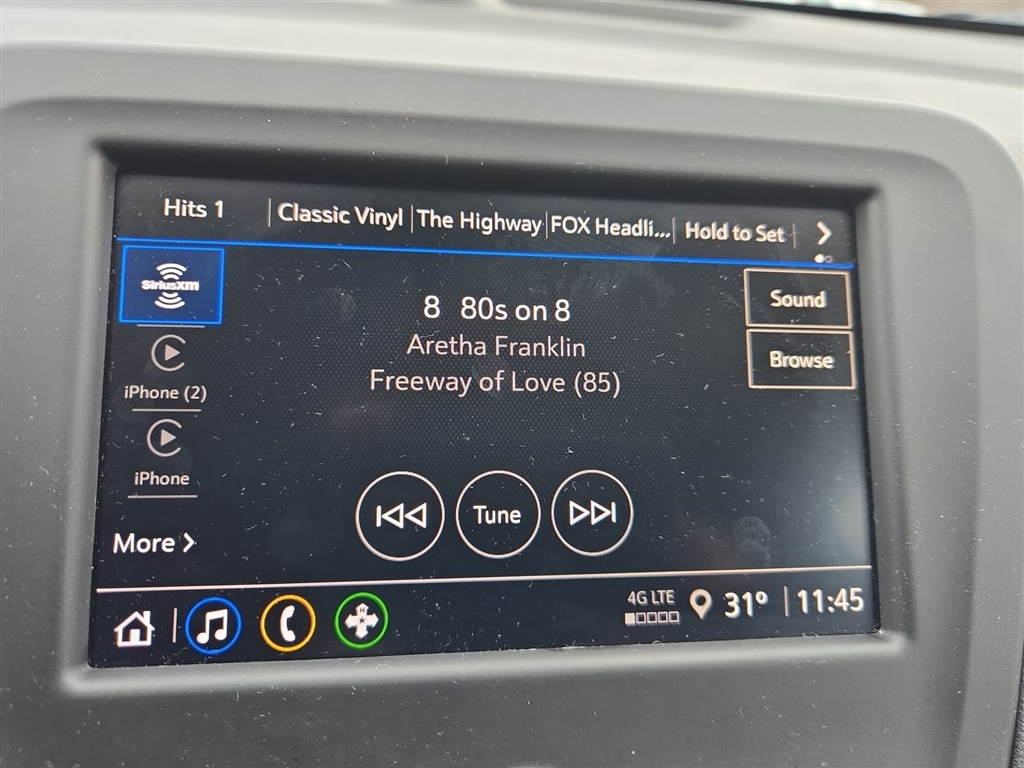 Hits 1 Classic Vinyl The Highway FOX Headli... Hold to Set
SiriusXM
8 80s on 8
Sound
Aretha Franklin
Browse
iPhone (2)
Freeway of Love (85)
iPhone
More
Tune
N
4G LTE
31° 11:45